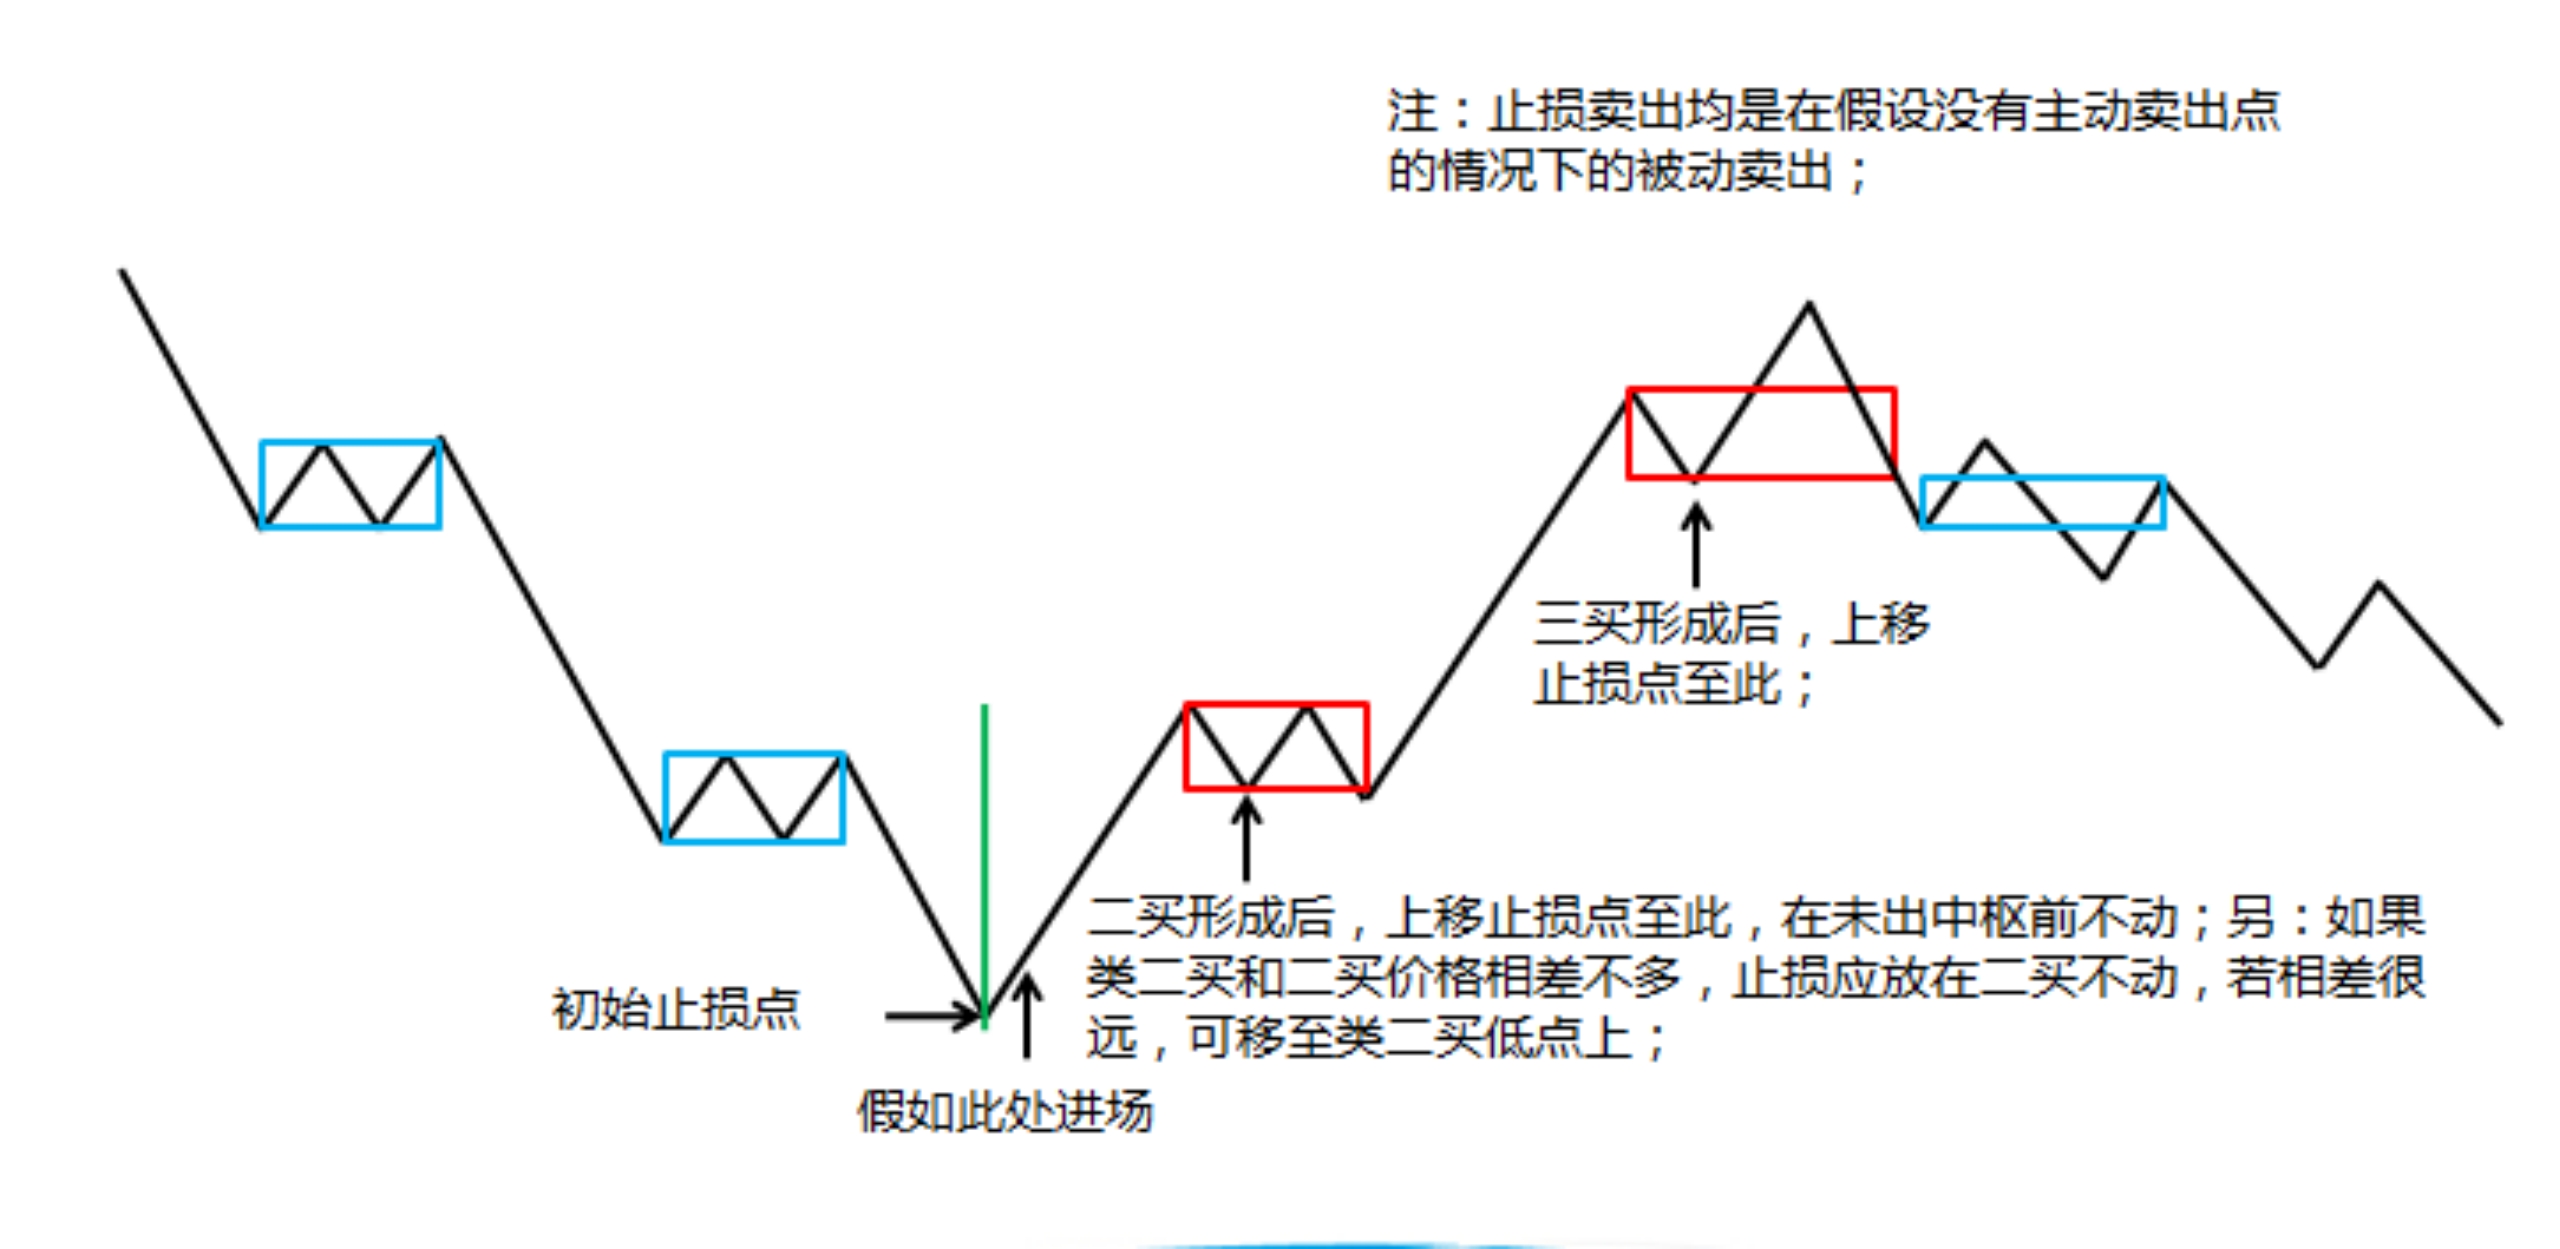 注：止损卖出均是在假设没有主动卖出点
的情况下的被动卖出；
三买形成后，上移
止损点至此；
二买形成后，上移止损点至此，在未出中枢前不动；另：如果
类二买和二买价格相差不多，止损应放在二买不动，若相差很
远，可移至类二买低点上；
初始止损点
假如此处进场